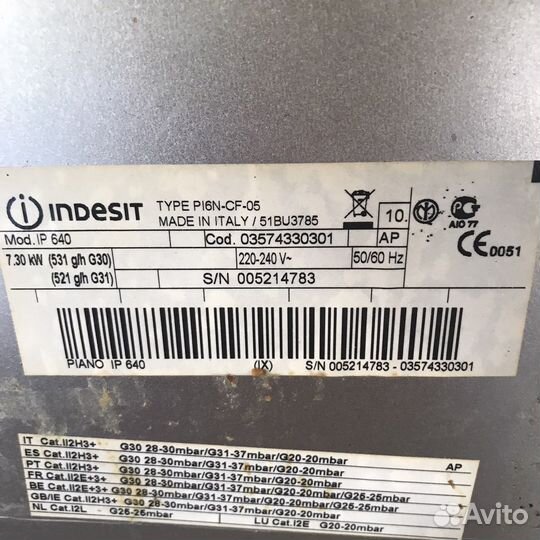 INDESIT TYPE PI6N-CF-05
MADE IN ITALY / 51BU3785
10.
AIO 77
CE 0051
Mod. IP 640 Cod. 03574330301 AP
7.30 kW (531 g/h G30) 220-240 V~ 50/60 Hz
(521 g/h G31) S/N 005214783
PIANO IP 640 (IX) S/N 005214783 - 03574330301
IT Cat.II2H3+ G30 28-30mbar/G31-37mbar/G20-20mbar AP
ES Cat.II2H3+ G30 28-30mbar/G31-37mbar/G20-20mbar
PT Cat.II2H3+ G30 28-30mbar/G31-37mbar/G20-20mbar
FR Cat.II2E+3+ G30 28-30mbar/G31-37mbar/G20-20mbar/G25-25mbar
BE Cat.II2E+3+ G30 28-30mbar/G31-37mbar/G20-20mbar/G25-25mbar
GB/IE Cat.II2H3+ G30 28-30mbar/G31-37mbar/G20-20mbar
NL Cat.I2L G25-25mbar LU Cat.I2E G20-20mbar
Avito